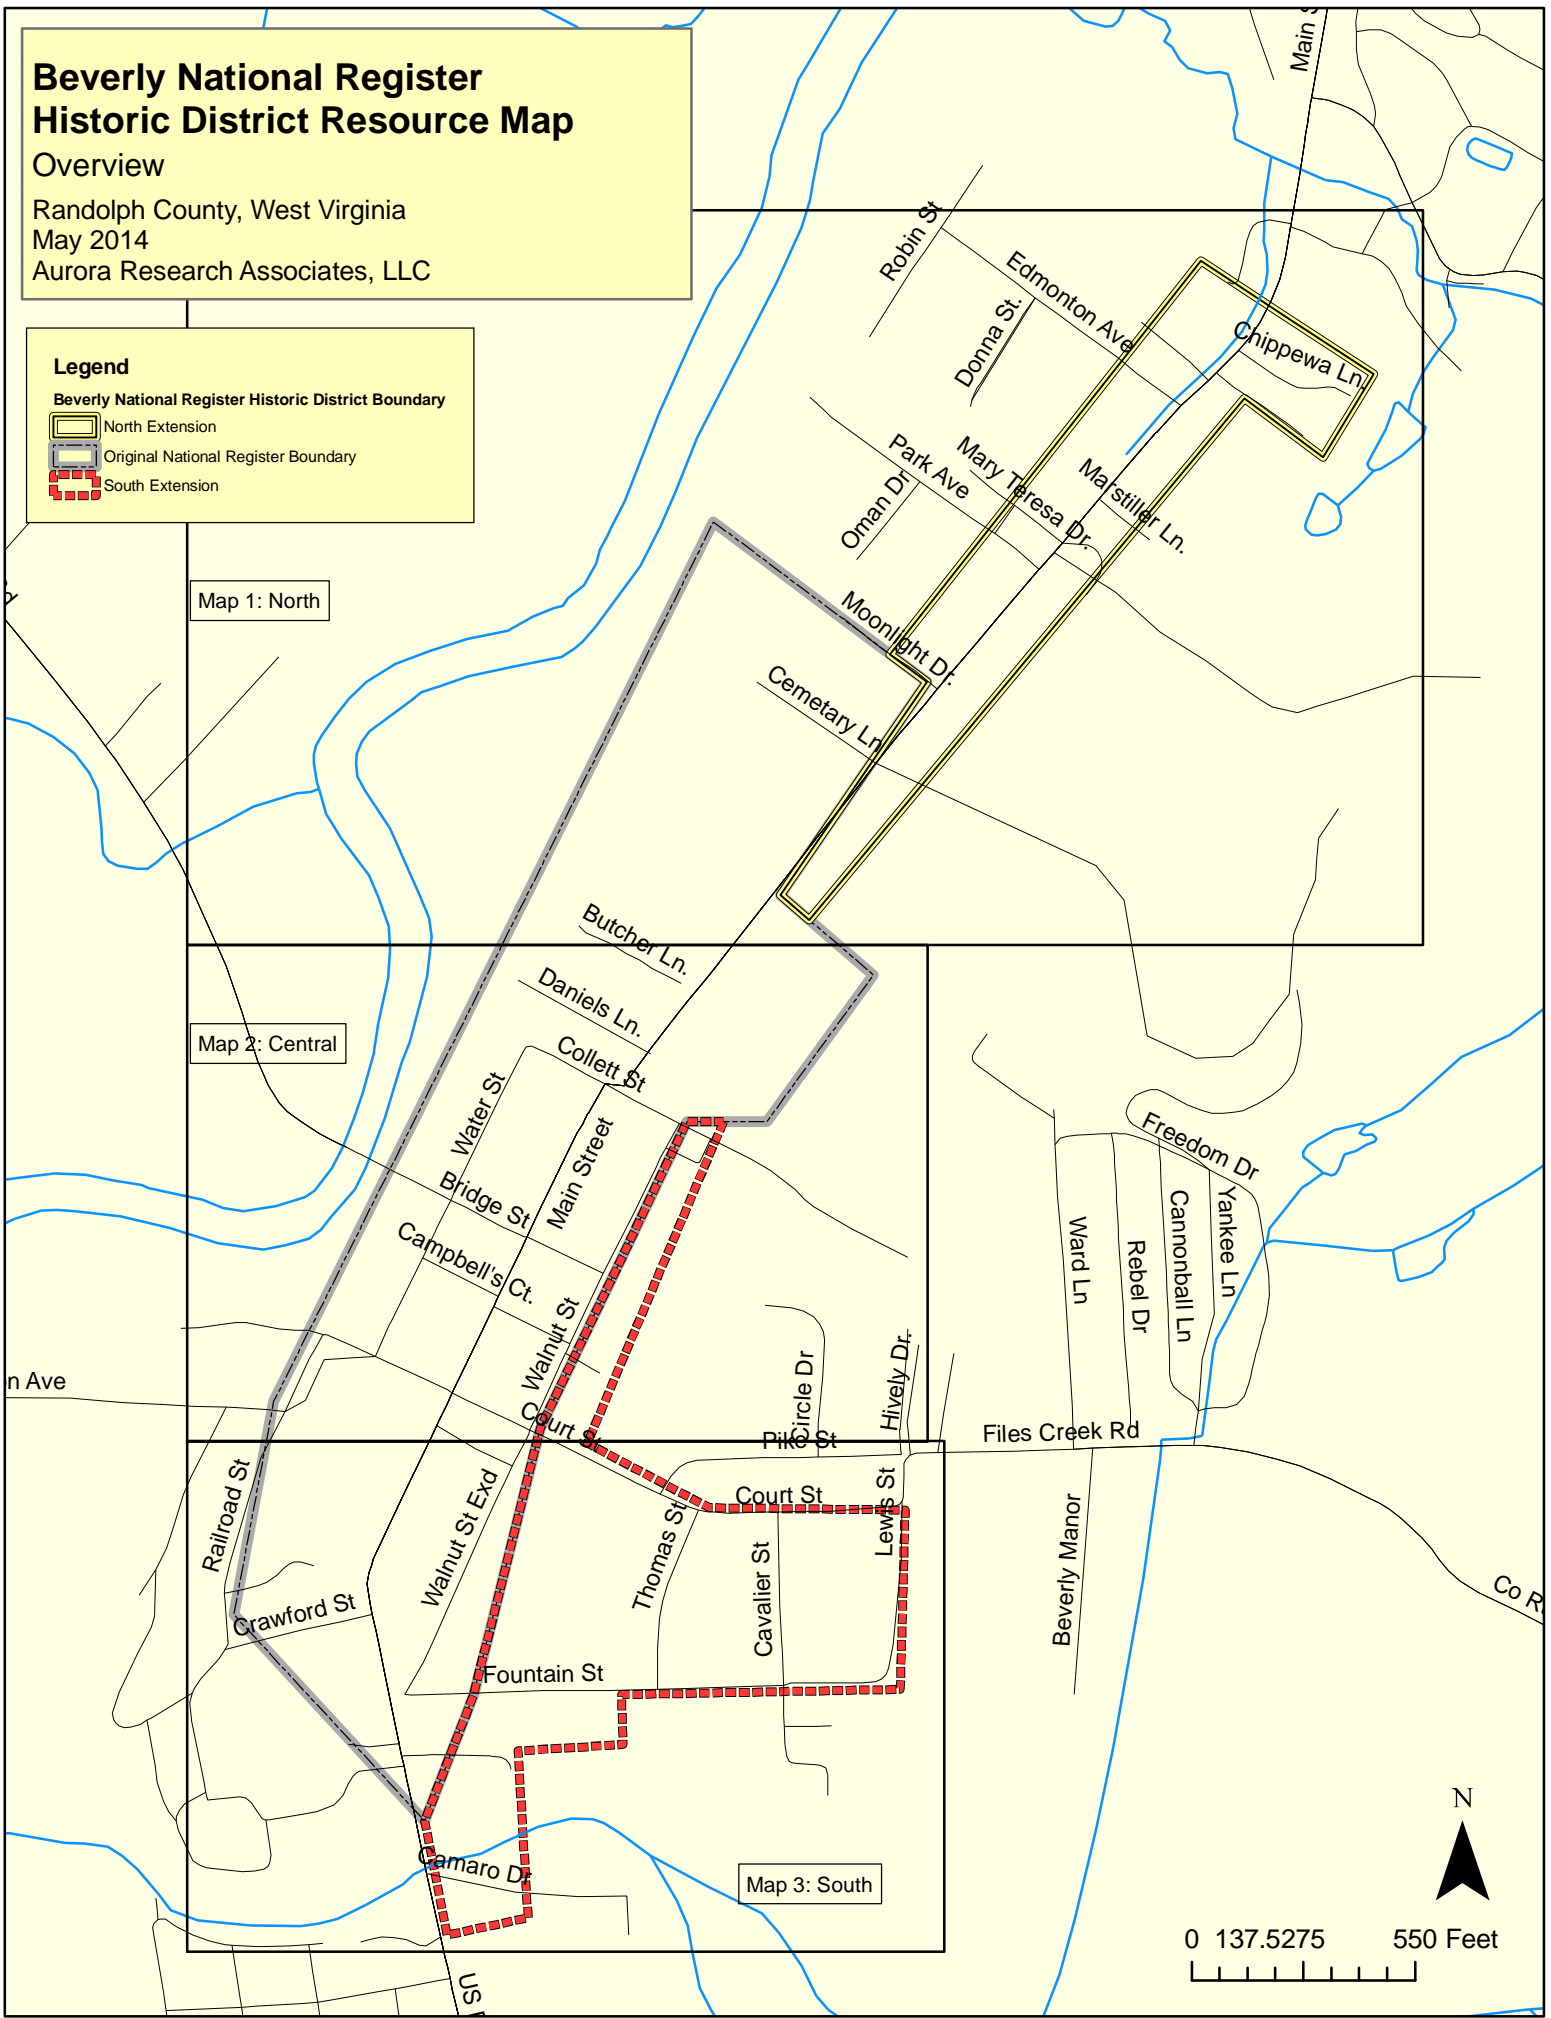 Beverly National Register
Historic District Resource Map
Overview
Randolph County, West Virginia
May 2014
Aurora Research Associates, LLC
Legend
Beverly National Register Historic District Boundary
North Extension
Original National Register Boundary
South Extension
Main S
Robin St
Edmonton Ave
Donna St.
Chippewa Ln.
Park Ave
Mary Teresa Dr.
Marstiller Ln.
Oman Dr
Map 1: North
Moonlight Dr.
Cemetary Ln
Butcher Ln.
Daniels Ln.
Map 2: Central
Collett St
Water St
Main Street
Bridge St
Campbell's Ct.
Walnut St
Freedom Dr
Ward Ln
Rebel Dr
Cannonball Ln
Yankee Ln
n Ave
Circle Dr
Hively Dr.
Court St
Pike St
Files Creek Rd
Railroad St
Walnut St Exd
Court St
Lewis St
Thomas St
Cavalier St
Beverly Manor
Co R
Crawford St
Fountain St
Camaro Dr
Map 3: South
N
0 137.5275 550 Feet
US